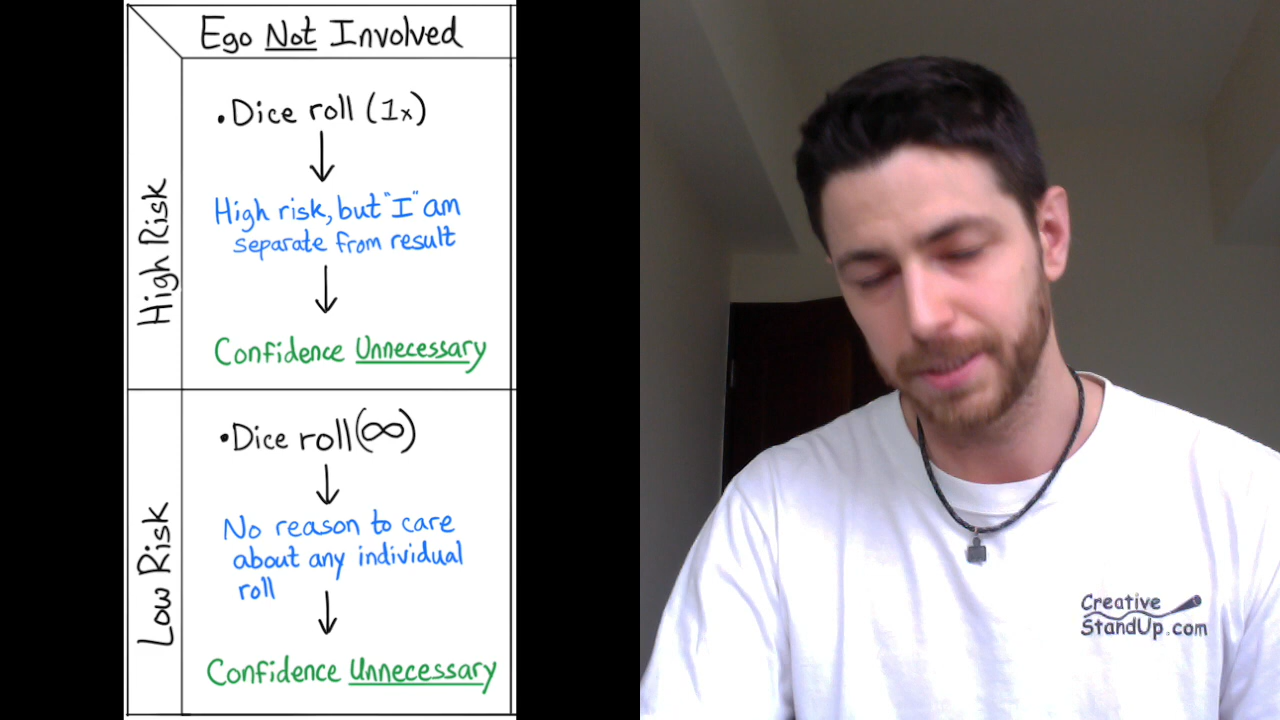 Ego Not Involved
High Risk
•Dice roll (1x)
High risk, but "I" am
separate from result
Confidence Unnecessary
Low Risk
•Dice roll (∞)
No reason to care
about any individual
roll
Confidence Unnecessary
Creative
StandUp.com